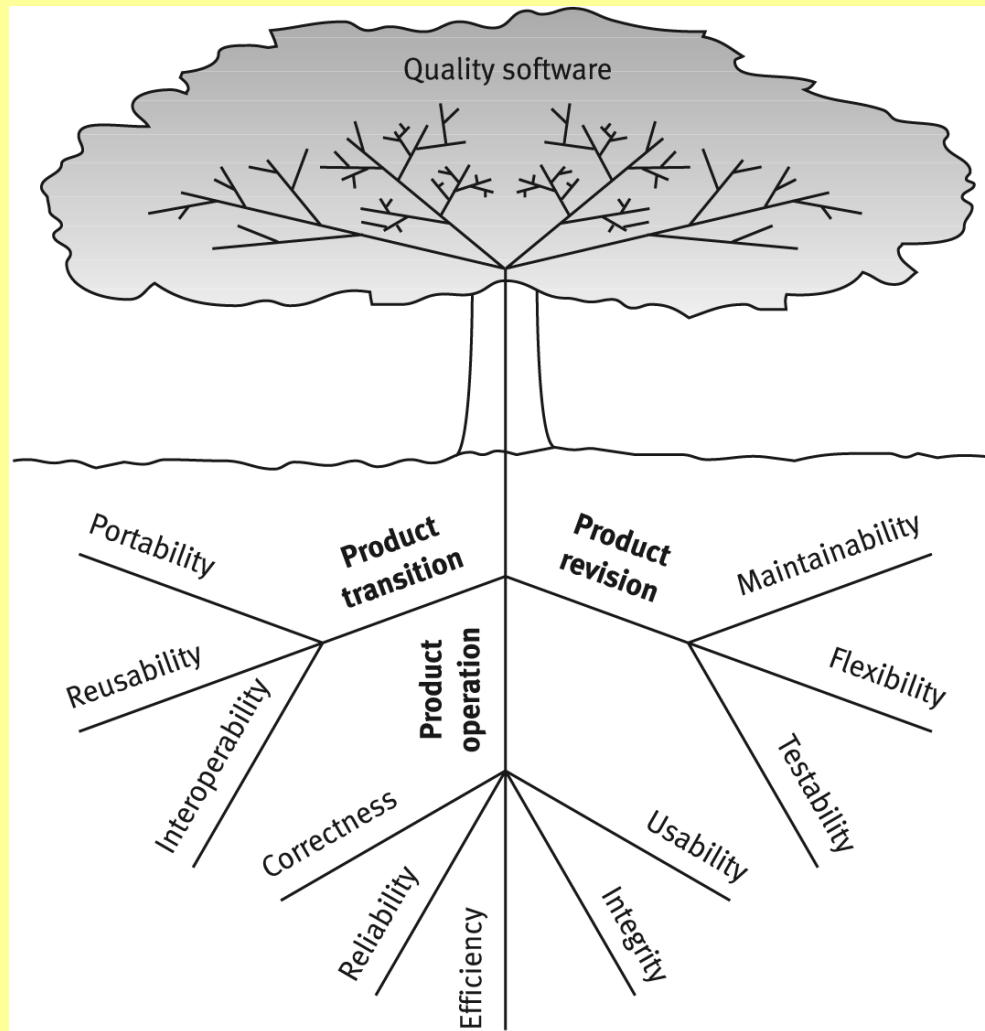 Quality software
Product
transition
Product
revision
Portability
Reusability
Interoperability
Product
operation
Maintainability
Flexibility
Testability
Correctness
Reliability
Efficiency
Integrity
Usability